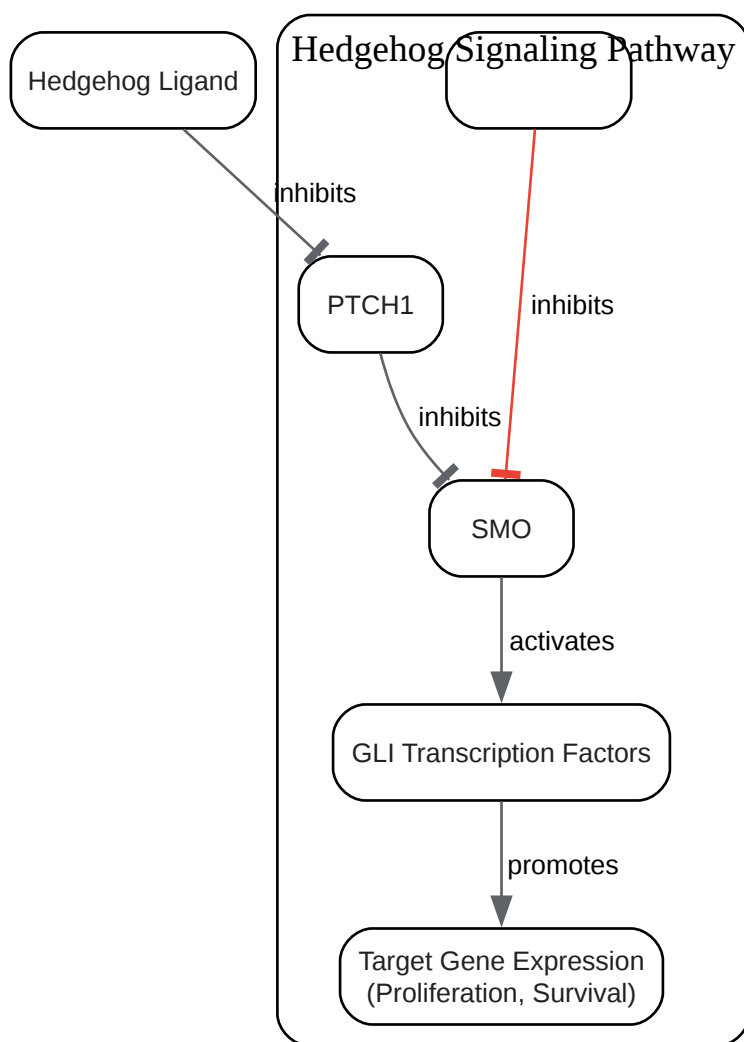 Hedgehog Signaling Pathway
Hedgehog Ligand
inhibits
PTCH1
inhibits
inhibits
SMO
activates
GLI Transcription Factors
promotes
Target Gene Expression
(Proliferation, Survival)